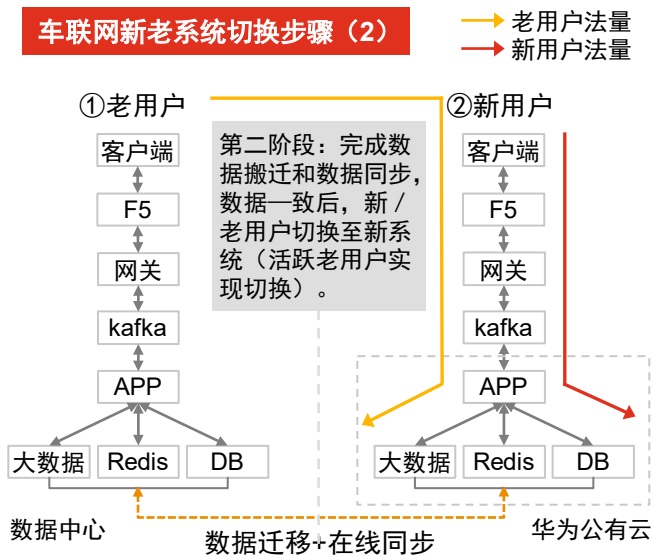 车联网新老系统切换步骤（2）
老用户法量
新用户法量
①老用户
②新用户
第二阶段：完成数
据搬迁和数据同步，
数据—致后，新／
老用户切换至新系
统（活跃老用户实
现切换）。
客户端
F5
网关
kafka
APP
大数据
Redis
DB
客户端
F5
网关
kafka
APP
大数据
Redis
DB
数据中心
数据迁移+在线同步
华为公有云